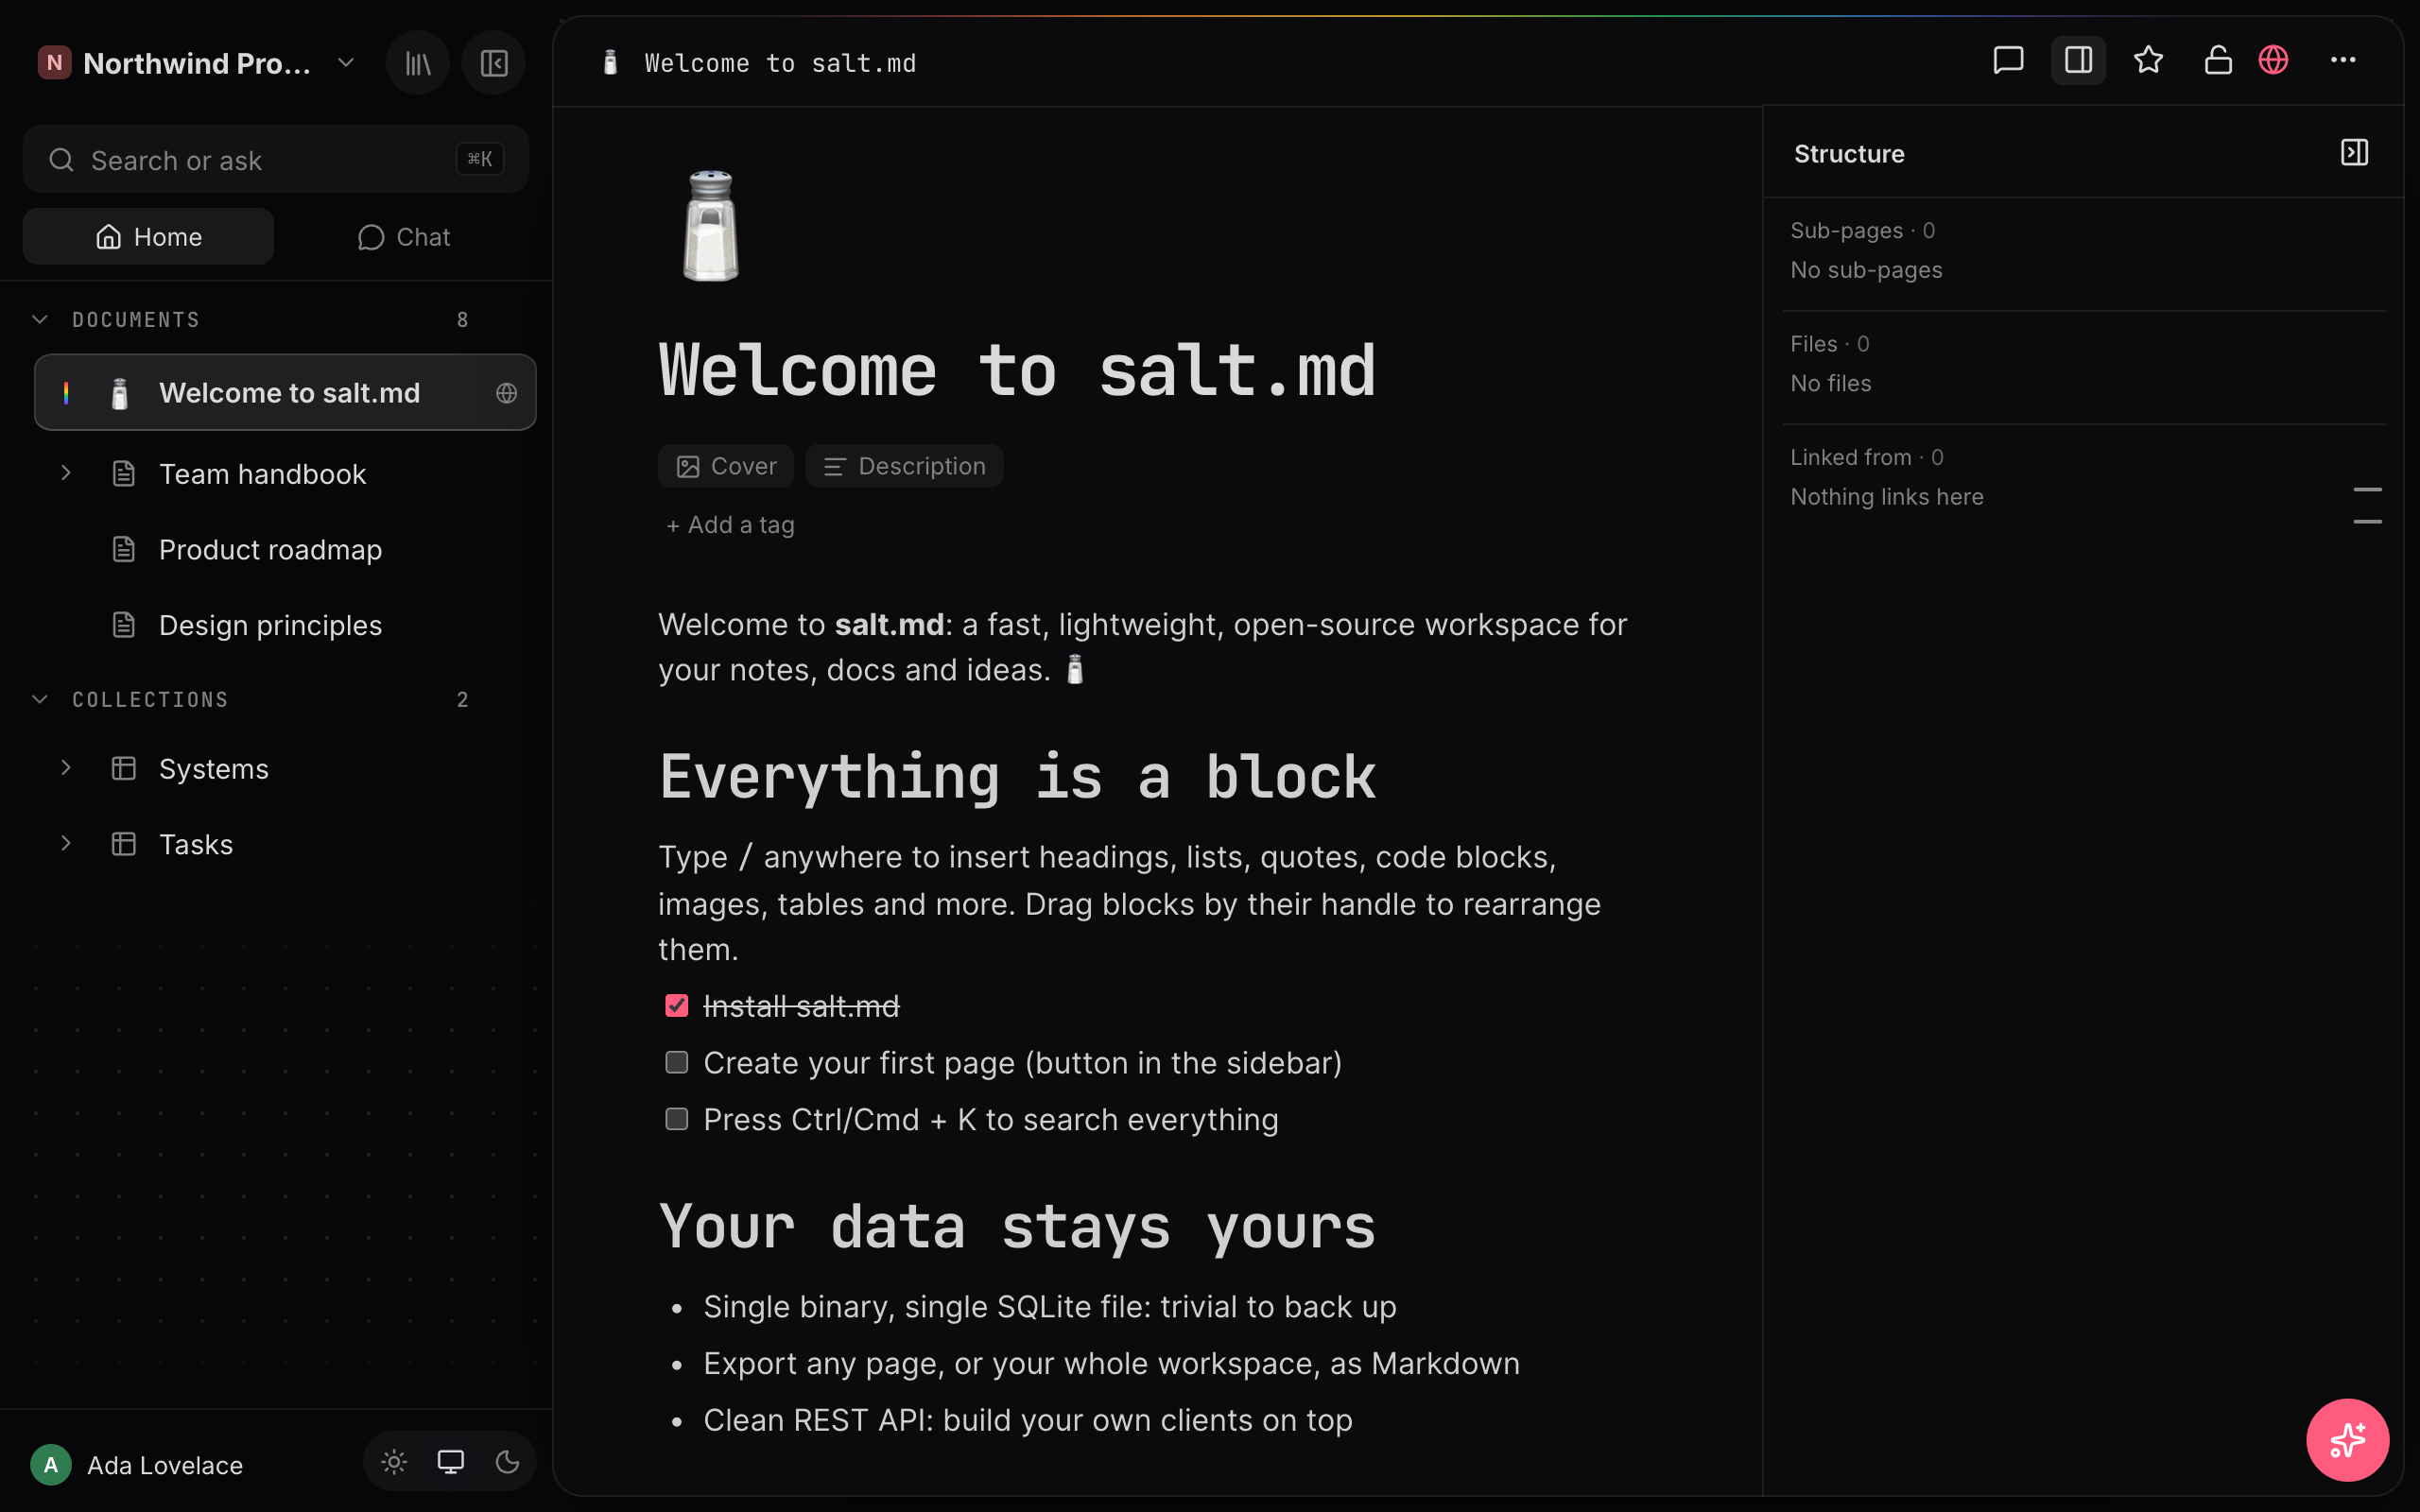 N Northwind Pro...
Search or ask ⌘K
Home Chat
DOCUMENTS 8
Welcome to salt.md
Team handbook
Product roadmap
Design principles
COLLECTIONS 2
Systems
Tasks
A Ada Lovelace
Welcome to salt.md
Welcome to salt.md
Cover Description
+ Add a tag
Welcome to salt.md: a fast, lightweight, open-source workspace for
your notes, docs and ideas.
Everything is a block
Type / anywhere to insert headings, lists, quotes, code blocks,
images, tables and more. Drag blocks by their handle to rearrange
them.
Install salt.md
Create your first page (button in the sidebar)
Press Ctrl/Cmd + K to search everything
Your data stays yours
• Single binary, single SQLite file: trivial to back up
• Export any page, or your whole workspace, as Markdown
• Clean REST API: build your own clients on top
Structure
Sub-pages · 0
No sub-pages
Files · 0
No files
Linked from · 0
Nothing links here